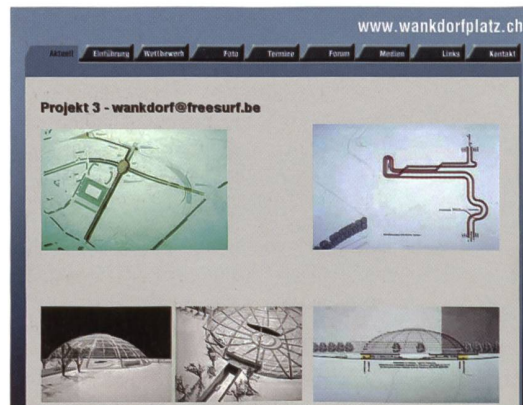 www.wankdorfplatz.ch
Aktuell Einführung Wettbewerb Foto Termine Forum Medien Links Kontakt
Projekt 3 - wankdorf@freesurf.be